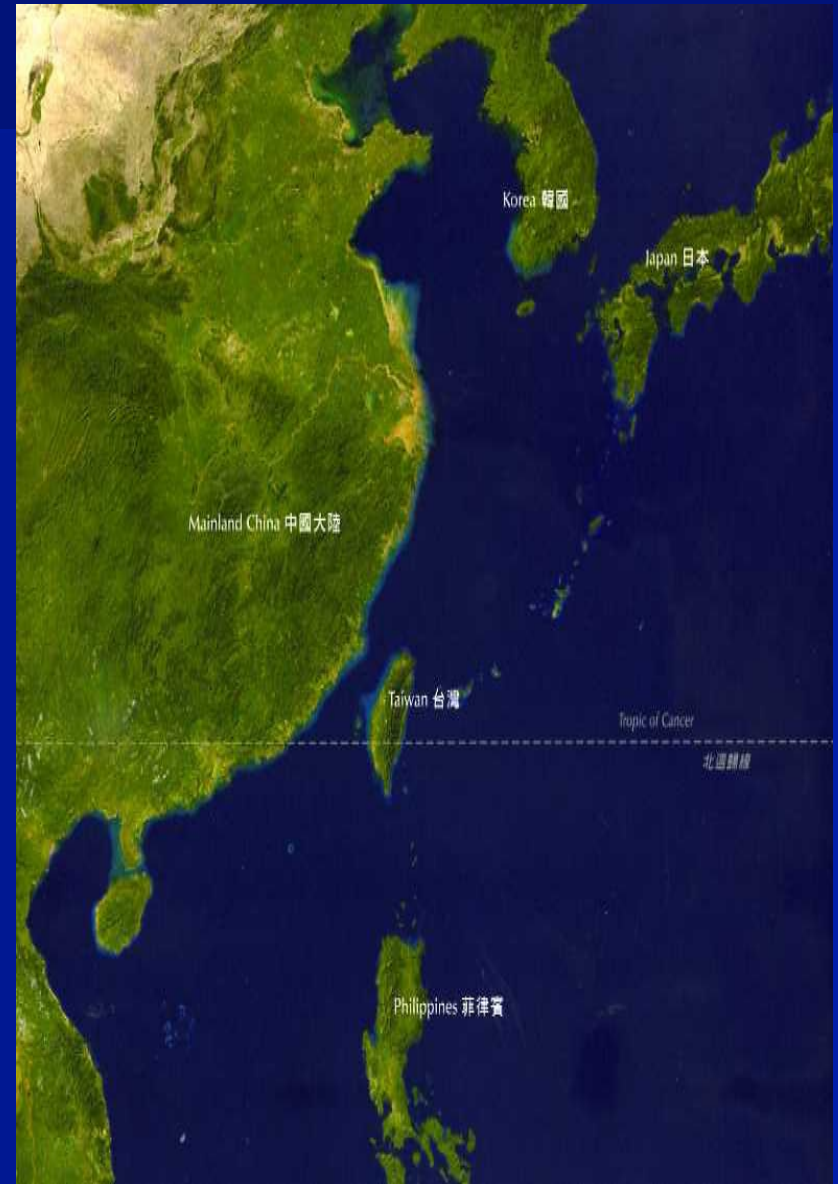 Korea 韓國
Japan 日本
Mainland China 中國大陸
Taiwan 台灣
Tropic of Cancer
北迴歸線
Philippines 菲律賓